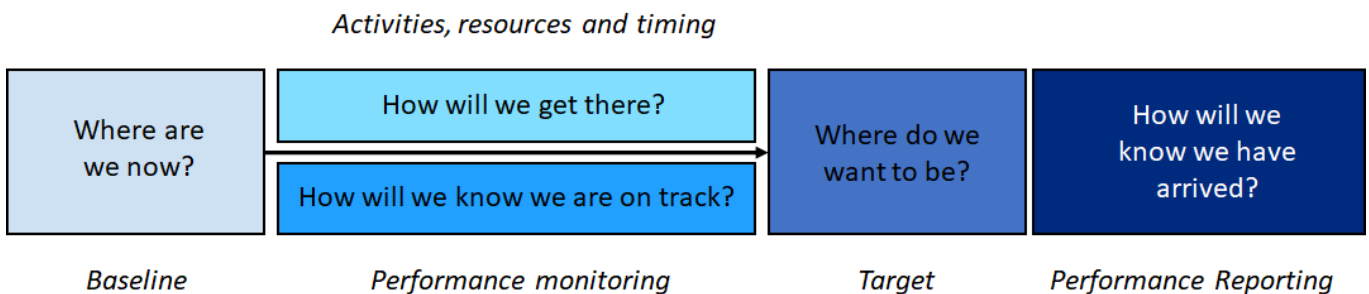 Activities, resources and timing
Where are
we now?
How will we get there?
How will we know we are on track?
Where do we
want to be?
How will we
know we have
arrived?
Baseline
Performance monitoring
Target
Performance Reporting